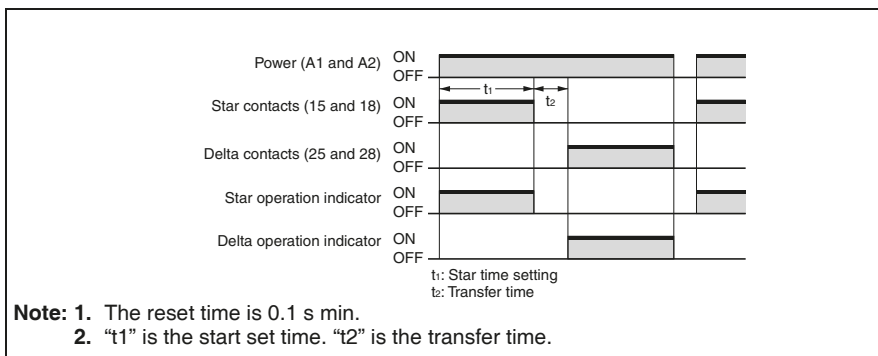 Power (A1 and A2) ON
OFF
t1
t2
Star contacts (15 and 18) ON
OFF
Delta contacts (25 and 28) ON
OFF
Star operation indicator ON
OFF
Delta operation indicator ON
OFF
t1: Star time setting
t2: Transfer time
Note: 1. The reset time is 0.1 s min.
2. “t1” is the start set time. “t2” is the transfer time.